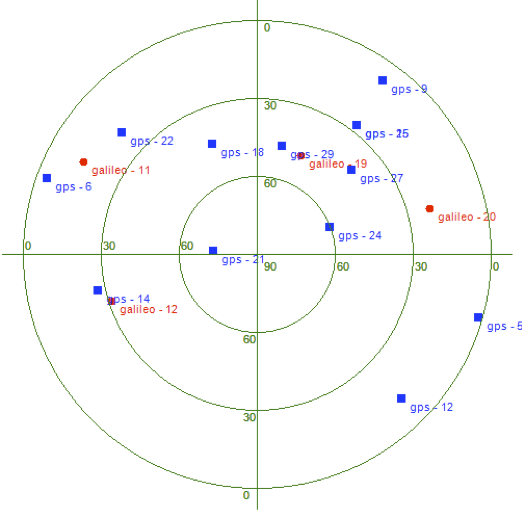 0
gps - 9
30
gps - 22
gps - 18
gps - 29
galileo - 19
galileo - 11
gps - 27
60
gps - 6
galileo - 20
gps - 24
0
30
60
gps - 21
90
60
30
0
gps - 14
galileo - 12
gps - 5
60
gps - 12
30
0